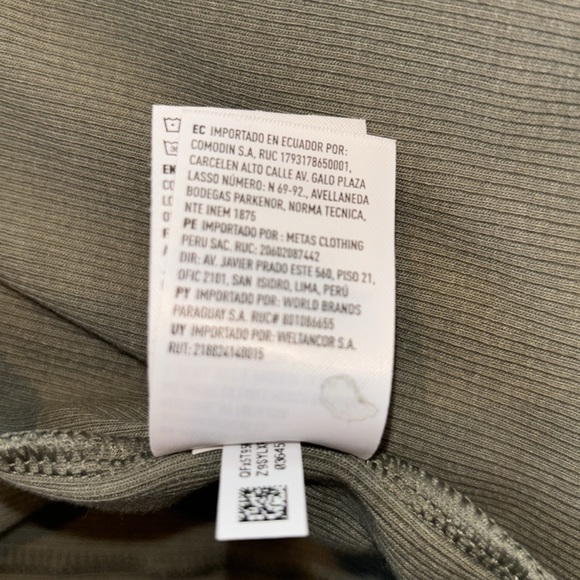 EC IMPORTADO EN ECUADOR POR:
COMODIN S.A, RUC 1793178650001,
CARCELEN ALTO CALLE AV. GALO PLAZA
LASSO NÚMERO: N 69-92., AVELLANEDA
BODEGAS PARKENOR, NORMA TECNICA,
NTE INEM 1875
PE IMPORTADO POR: METAS CLOTHING
PERU SAC. RUC: 20602087442
DIR: AV. JAVIER PRADO ESTE 560, PISO 21,
OFIC 2101, SAN ISIDRO, LIMA, PERÚ
PY IMPORTADO POR: WORLD BRANDS
PARAGUAY S.A. RUC# 801086655
UY IMPORTADO POR: WELTANCOR S.A.
RUT: 218824140015